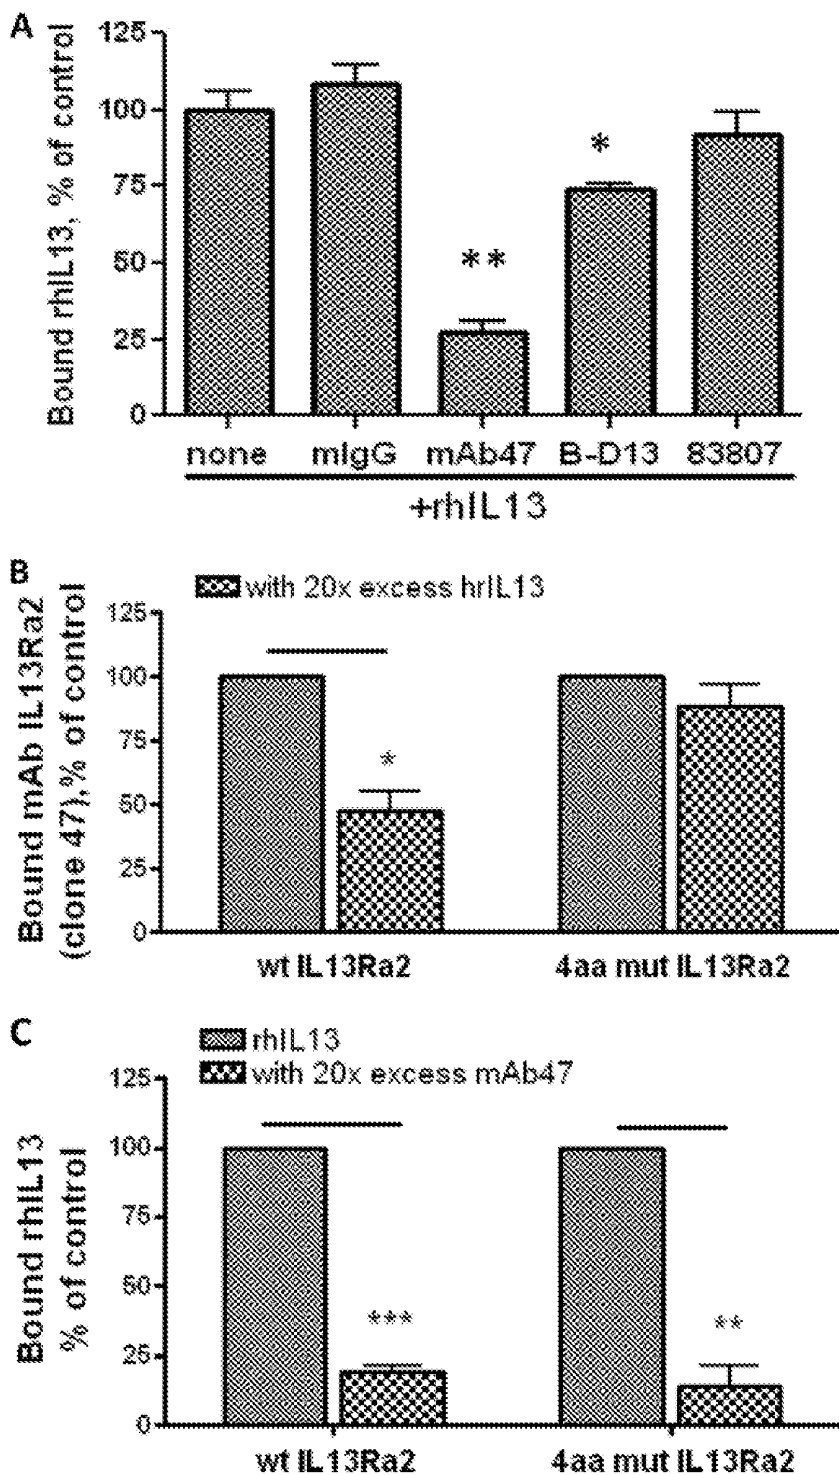 A
Bound rhIL13, % of control
125
100
75
50
25
0
**
*
none mIgG mAb47 B-D13 83807
+rhIL13
B
with 20x excess hrIL13
Bound mAb IL13Ra2
(clone 47),% of control
125
100
75
50
25
0
*
wt IL13Ra2 4aa mut IL13Ra2
C
rhIL13
with 20x excess mAb47
Bound rhIL13
% of control
125
100
75
50
25
0
***
**
wt IL13Ra2 4aa mut IL13Ra2